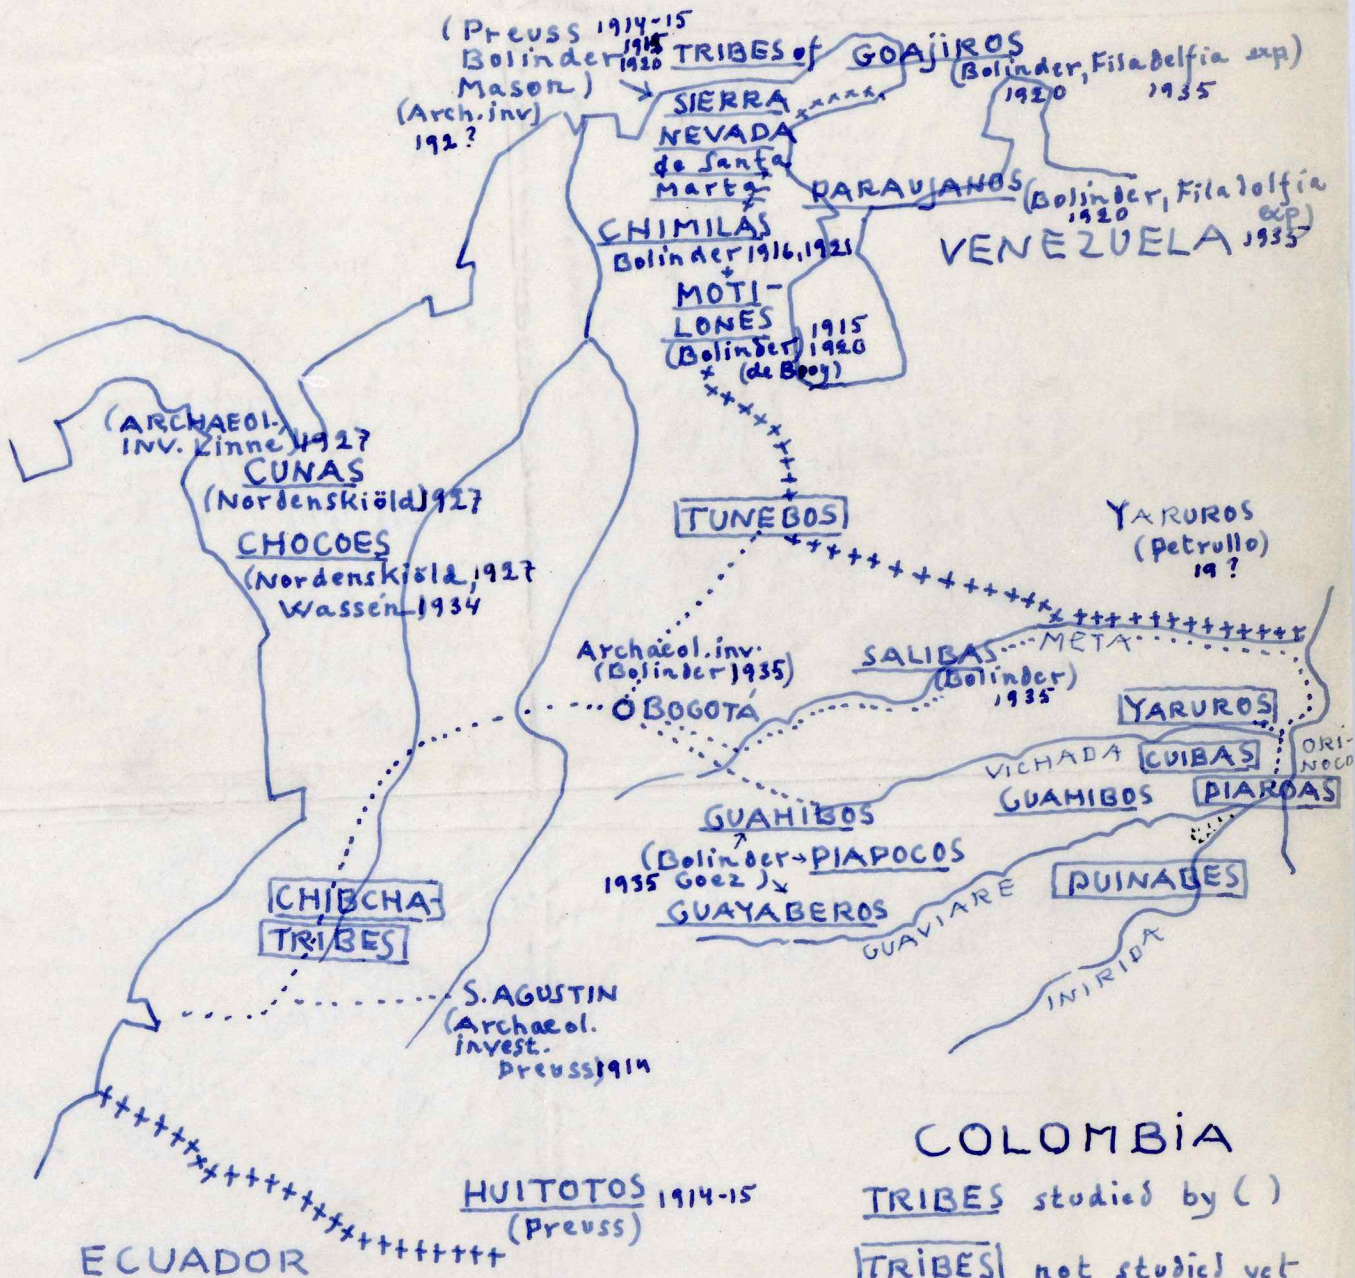 (Preuss 1914-15
Bolinder 1915
1920
Mason)
(Arch. inv)
192?
TRIBES of
SIERRA
NEVADA
de Santa
Marta
GOAJIROS
(Bolinder, Filadelfia exp)
1920 1935
PARAUJANOS (Bolinder, Filadelfia
1920 exp)
1935
VENEZUELA
CHIMILAS
Bolinder 1916, 1921
+
MOTI-
LONES
(Bolinder) 1915
1920
(de Booy)
(ARCHAEOL.
INV. Linné) 1927
CUNAS
(Nordenskiöld) 1927
CHOCOES
(Nordenskiöld, 1927
Wassén 1934
TUNEBOS
YARUROS
(Petrullo)
19?
Archaeol. inv.
(Bolinder 1935)
BOGOTÁ
SALIBAS
(Bolinder)
1935
META
YARUROS
VICHADA
CUIBAS
ORI-
NOCO
GUAHIBOS
PIAROAS
GUAHIBOS
(Bolinder → PIAPOCOS
1935 Goez)
GUAYABEROS
GUAVIARE
PUINABES
INIRIDA
CHIBCHA-
TRIBES
S. AGUSTIN
(Archaeol.
invest.
Preuss) 1914
HUITOTOS 1914-15
(Preuss)
ECUADOR
COLOMBIA
TRIBES studied by ( )
TRIBES not studied yet